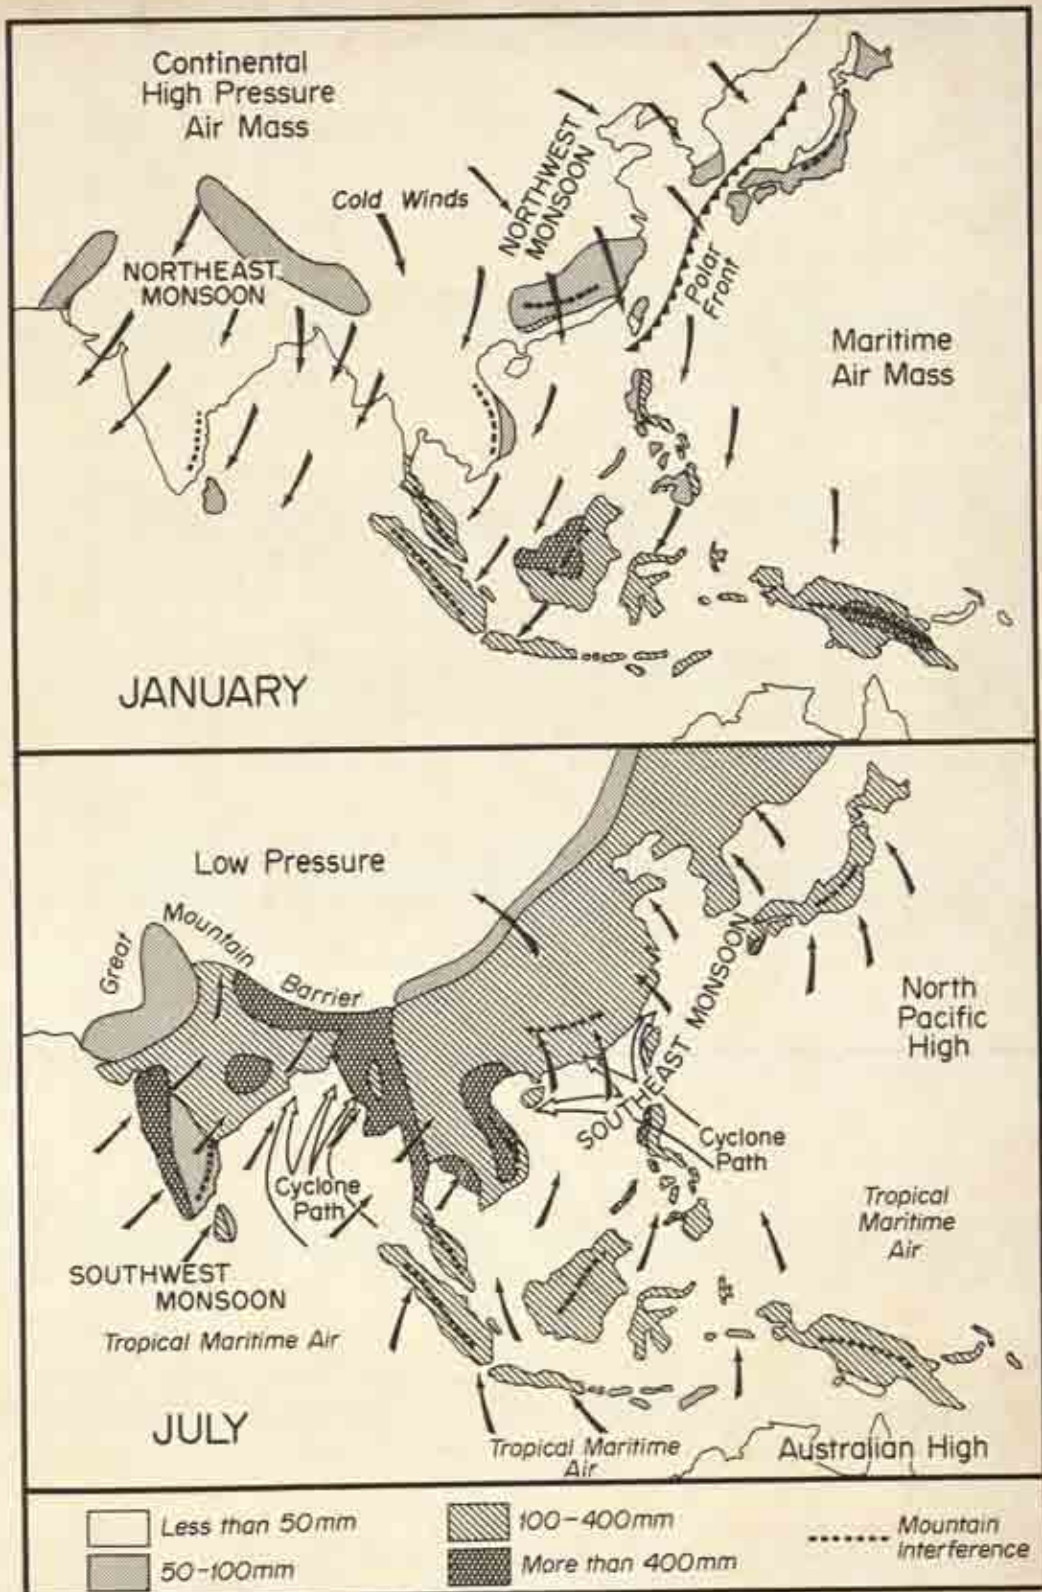 Continental
High Pressure
Air Mass
Cold Winds
NORTHWEST
MONSOON
NORTHEAST
MONSOON
Polar
Front
Maritime
Air Mass
JANUARY
Low Pressure
Great
Mountain
Barrier
SOUTHEAST MONSOON
North
Pacific
High
Cyclone
Path
Cyclone
Path
Tropical
Maritime
Air
SOUTHWEST
MONSOON
Tropical Maritime Air
JULY
Tropical Maritime
Air
Australian High
Less than 50mm
100-400mm
Mountain
Interference
50-100mm
More than 400mm